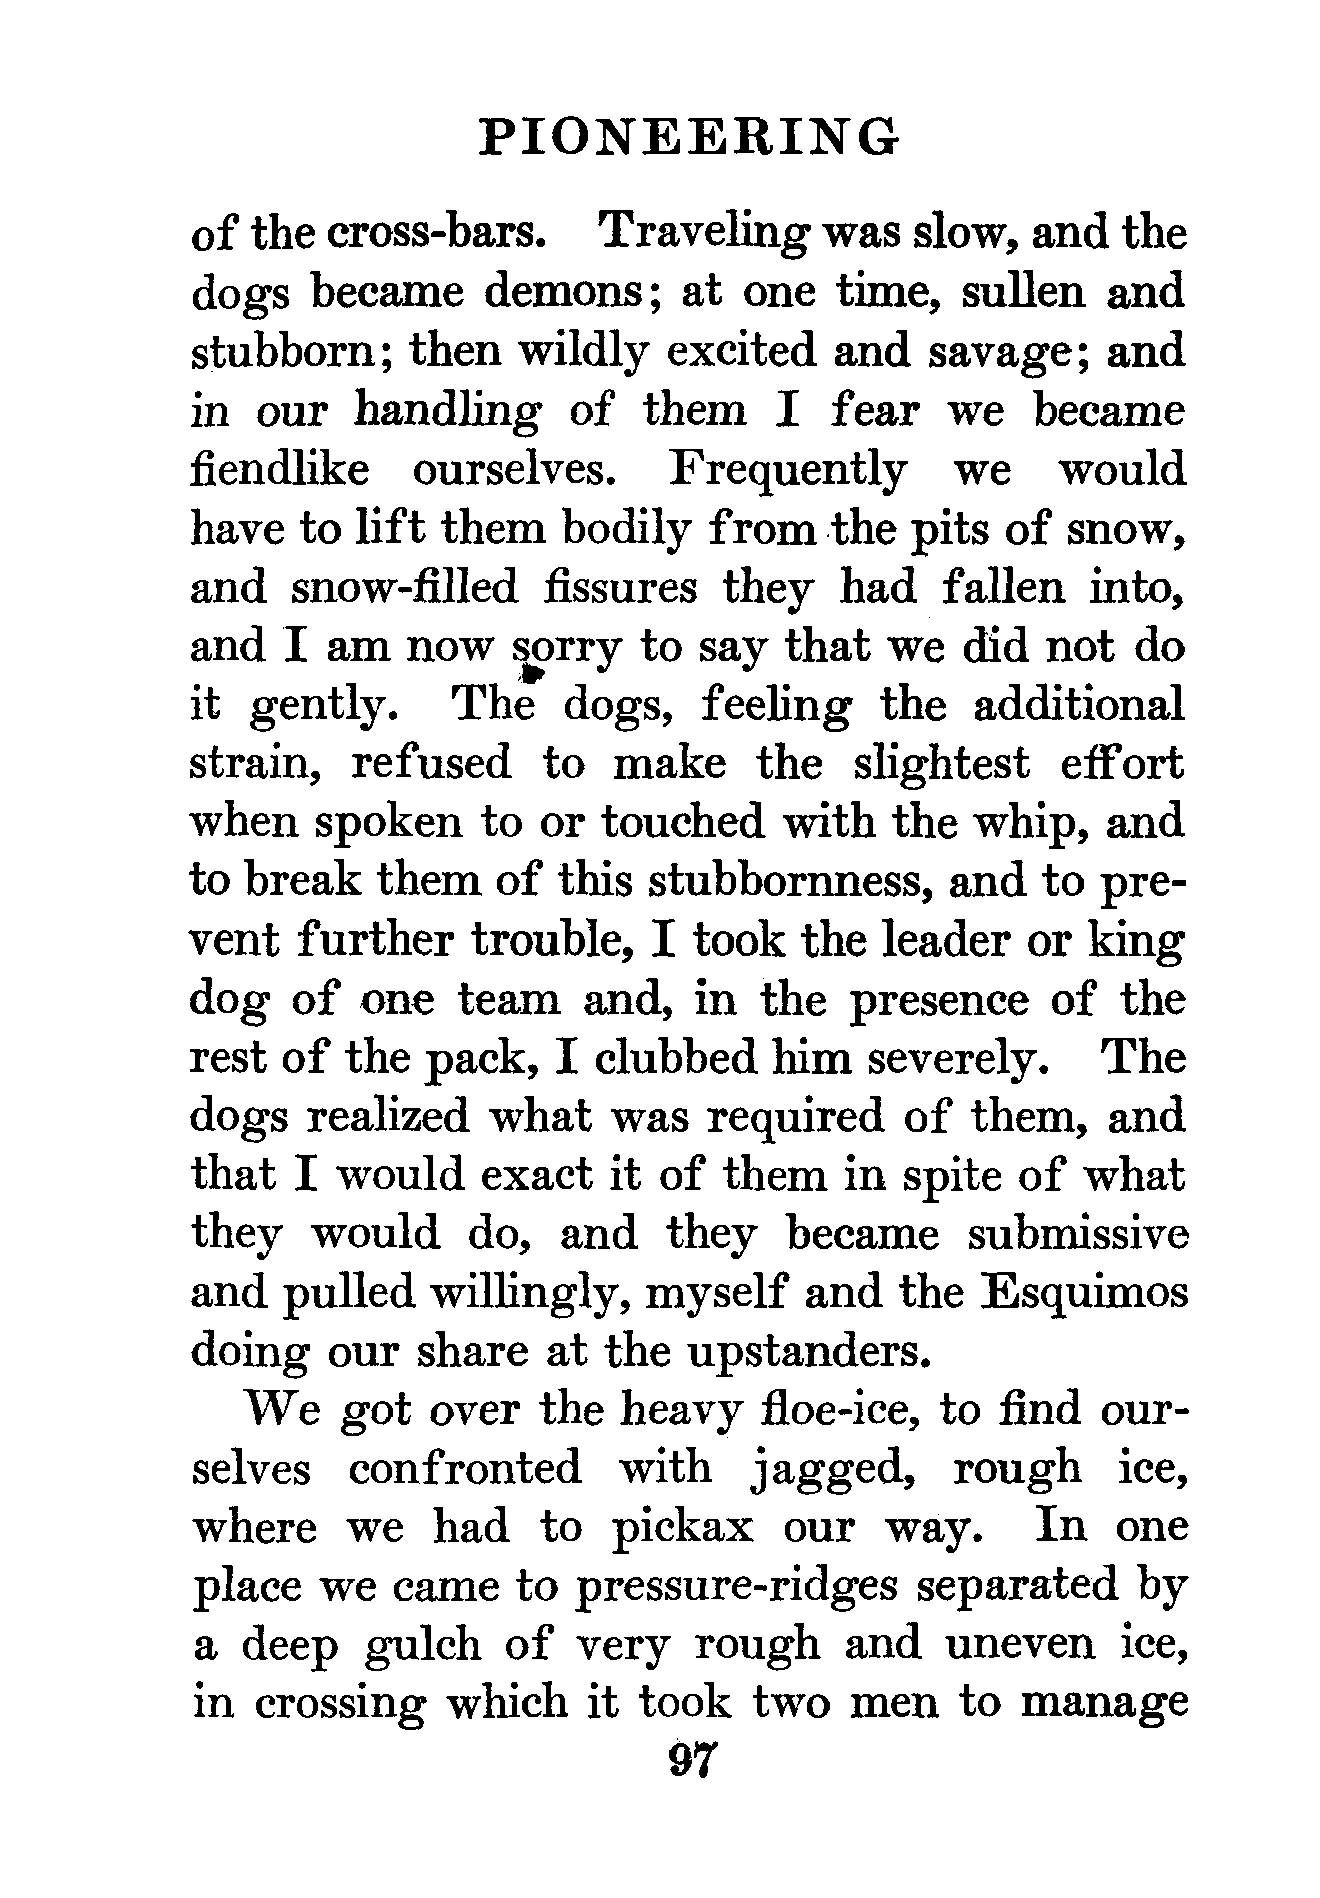 PIONEERING
of the cross-bars. Traveling was slow, and the
dogs became demons; at one time, sullen and
stubborn; then wildly excited and savage; and
in our handling of them I fear we became
fiendlike ourselves. Frequently we would
have to lift them bodily from the pits of snow,
and snow-filled fissures they had fallen into,
and I am now sorry to say that we did not do
it gently. The dogs, feeling the additional
strain, refused to make the slightest effort
when spoken to or touched with the whip, and
to break them of this stubbornness, and to pre-
vent further trouble, I took the leader or king
dog of one team and, in the presence of the
rest of the pack, I clubbed him severely. The
dogs realized what was required of them, and
that I would exact it of them in spite of what
they would do, and they became submissive
and pulled willingly, myself and the Esquimos
doing our share at the upstanders.
We got over the heavy floe-ice, to find our-
selves confronted with jagged, rough ice,
where we had to pickax our way. In one
place we came to pressure-ridges separated by
a deep gulch of very rough and uneven ice,
in crossing which it took two men to manage
97